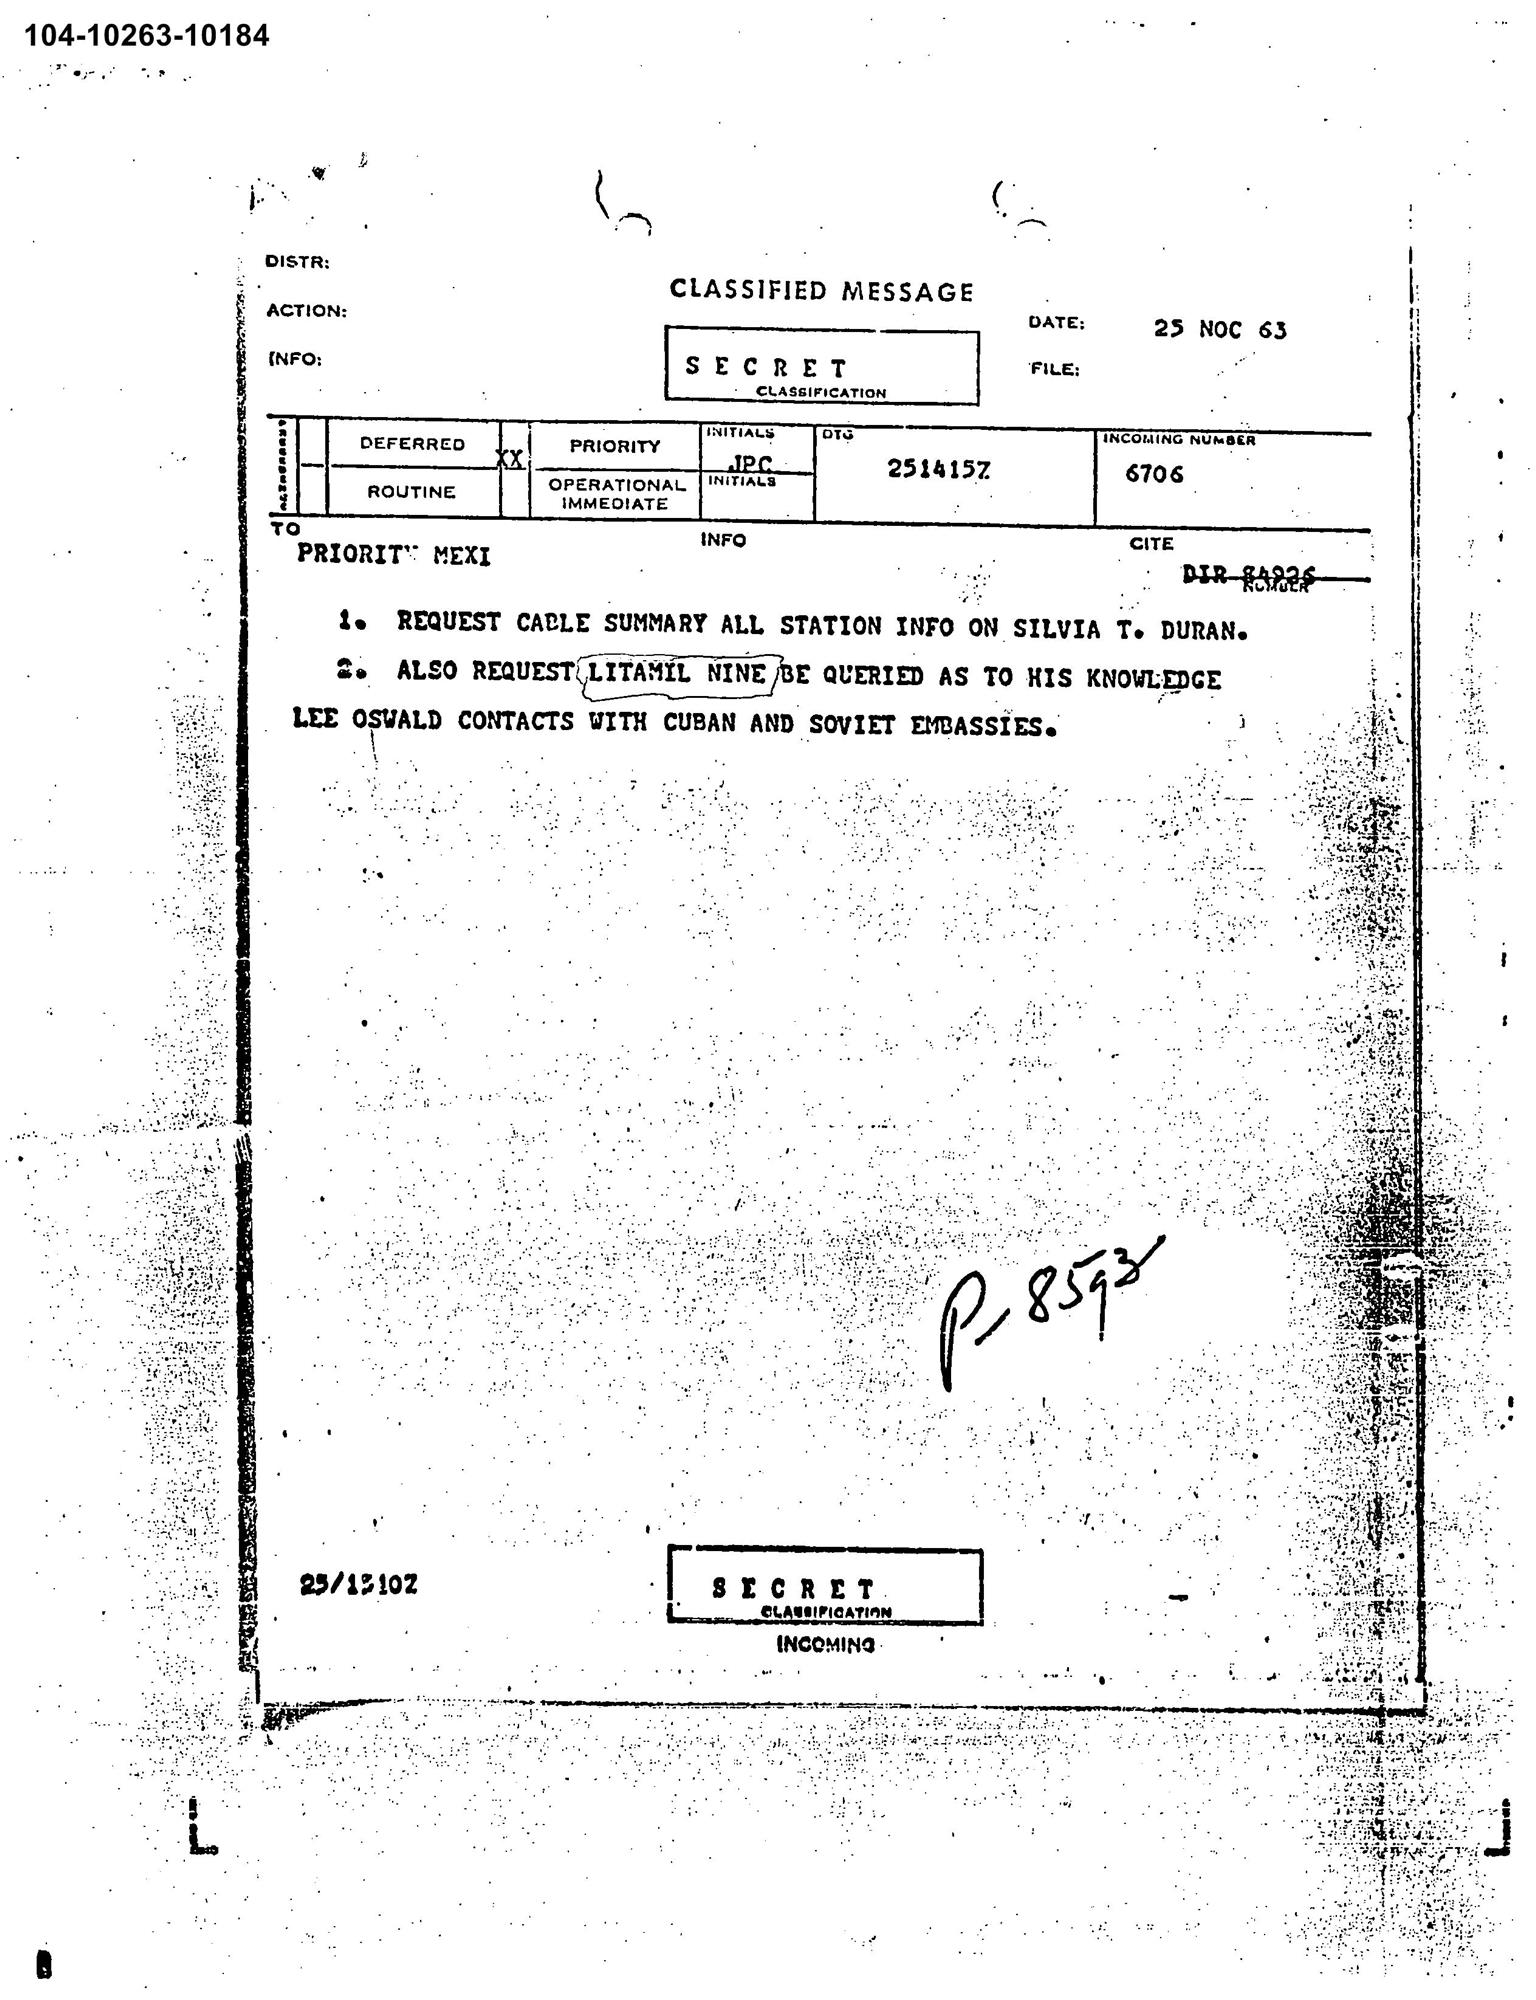 104-10263-10184
DISTR:
CLASSIFIED MESSAGE
ACTION:
DATE: 25 NOC 63
INFO:
SECRET
FILE:
CLASSIFICATION
DEFERRED XX PRIORITY INITIALS DTG INCOMING NUMBER
JPC 251415Z 6706
ROUTINE OPERATIONAL IMMEDIATE INITIALS
TO INFO CITE
PRIORITY MEXI
DIR 84926
NUMBER
1. REQUEST CABLE SUMMARY ALL STATION INFO ON SILVIA T. DURAN.
2. ALSO REQUEST LITAMIL NINE BE QUERIED AS TO HIS KNOWLEDGE
LEE OSWALD CONTACTS WITH CUBAN AND SOVIET EMBASSIES.
P-8593
25/1310Z
SECRET
CLASSIFICATION
INCOMING